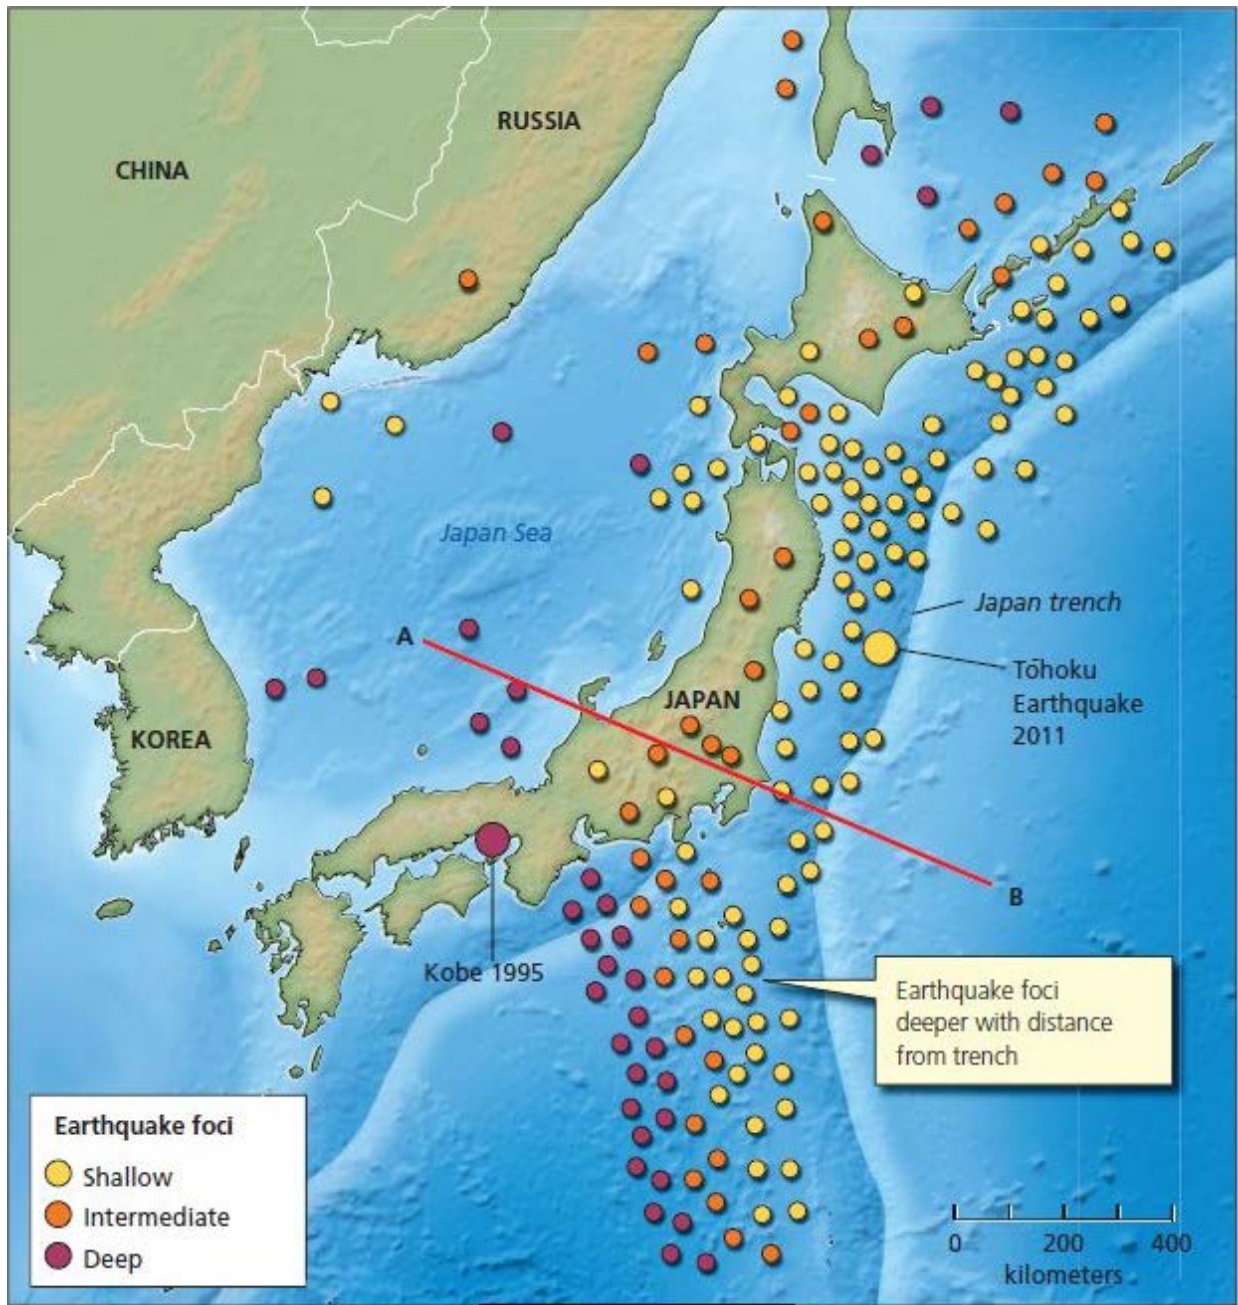 RUSSIA
CHINA
Japan Sea
Japan trench
A
Tōhoku
Earthquake
2011
JAPAN
KOREA
B
Kobe 1995
Earthquake foci
deeper with distance
from trench
Earthquake foci
Shallow
Intermediate
Deep
0 200 400
kilometers